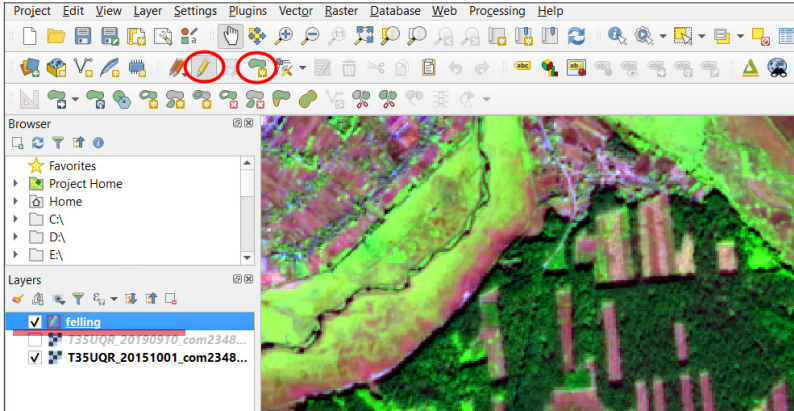 Project Edit View Layer Settings Plugins Vector Raster Database Web Processing Help
abc
Browser
Favorites
Project Home
Home
C:\
D:\
E:\
Layers
felling
T35UQR_20190910_com2348...
T35UQR_20151001_com2348...